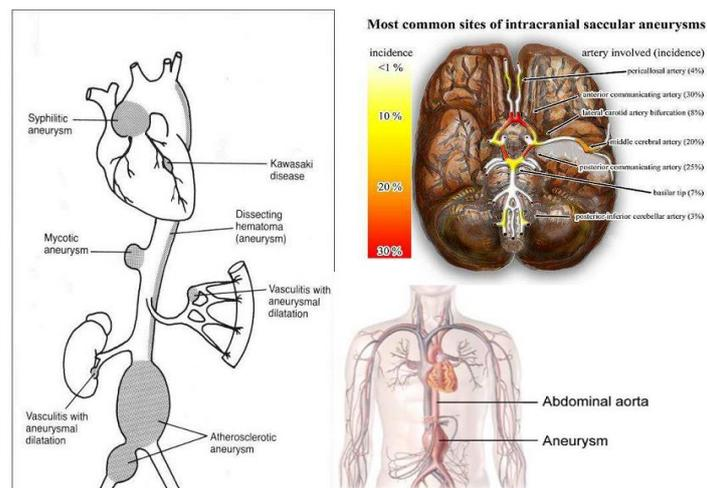 Syphilitic
aneurysm
Kawasaki
disease
Dissecting
hematoma
(aneurysm)
Mycotic
aneurysm
Vasculitis with
aneurysmal
dilatation
Vasculitis with
aneurysmal
dilatation
Atherosclerotic
aneurysm
Most common sites of intracranial saccular aneurysms
incidence
<1 %
10 %
20 %
30 %
artery involved (incidence)
pericallosal artery (4%)
anterior communicating artery (30%)
lateral carotid artery bifurcation (8%)
middle cerebral artery (20%)
posterior communicating artery (25%)
basilar tip (7%)
posterior inferior cerebellar artery (3%)
Abdominal aorta
Aneurysm